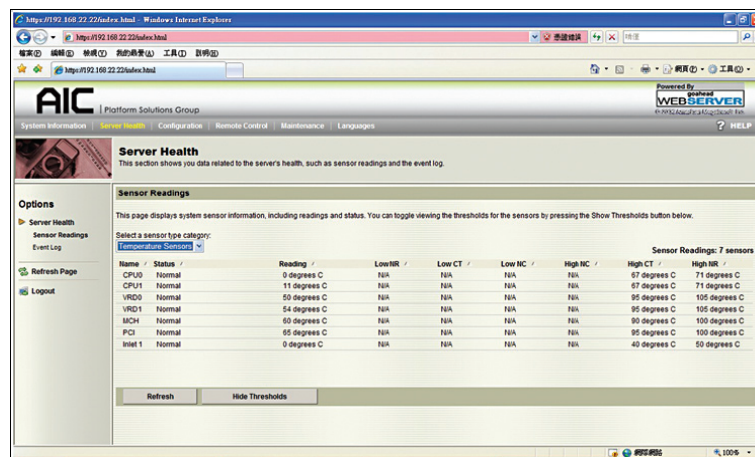 https://192.168.22.22/index.html - Windows Internet Explorer
https://192.168.22.22/index.html
憑證錯誤
檔案(F) 編輯(E) 檢視(V) 我的最愛(A) 工具(T) 說明(H)
https://192.168.22.22/index.html
網頁(P)
工具(O)
AIC
Platform Solutions Group
Powered By
goahead
WEBSERVER
System Information
Server Health
Configuration
Remote Control
Maintenance
Languages
? HELP
Server Health
This section shows you data related to the server's health, such as sensor readings and the event log.
Options
Server Health
Sensor Readings
Event Log
Refresh Page
Logout
Sensor Readings
This page displays system sensor information, including readings and status. You can toggle viewing the thresholds for the sensors by pressing the Show Thresholds button below.
Select a sensor type category:
Temperature Sensors
Sensor Readings: 7 sensors
Name Status Reading Low NR Low CT Low NC High NC High CT High NR
CPU0 Normal 0 degrees C N/A N/A N/A N/A 67 degrees C 71 degrees C
CPU1 Normal 11 degrees C N/A N/A N/A N/A 67 degrees C 71 degrees C
VRD0 Normal 50 degrees C N/A N/A N/A N/A 95 degrees C 105 degrees C
VRD1 Normal 54 degrees C N/A N/A N/A N/A 95 degrees C 105 degrees C
MCH Normal 60 degrees C N/A N/A N/A N/A 90 degrees C 100 degrees C
PCI Normal 65 degrees C N/A N/A N/A N/A 95 degrees C 100 degrees C
Inlet 1 Normal 0 degrees C N/A N/A N/A N/A 40 degrees C 50 degrees C
Refresh
Hide Thresholds
網際網路
100%